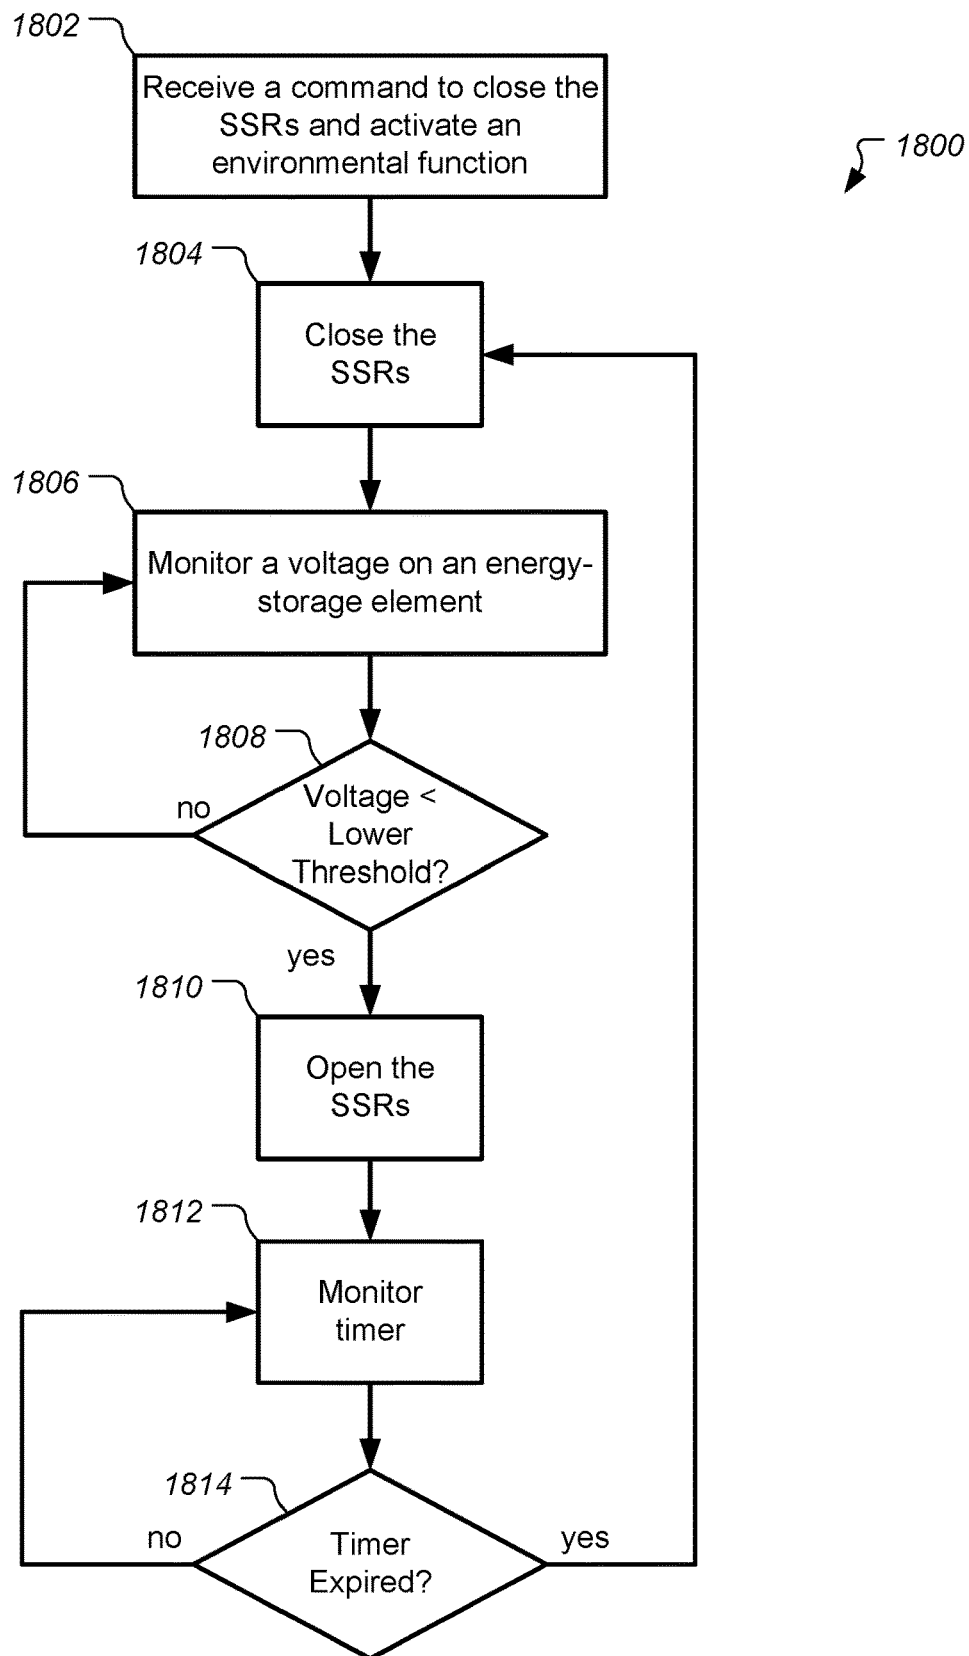 1802
Receive a command to close the
SSRs and activate an
environmental function
1800
1804
Close the
SSRs
1806
Monitor a voltage on an energy-
storage element
1808
no
Voltage <
Lower
Threshold?
yes
1810
Open the
SSRs
1812
Monitor
timer
1814
no
Timer
Expired?
yes